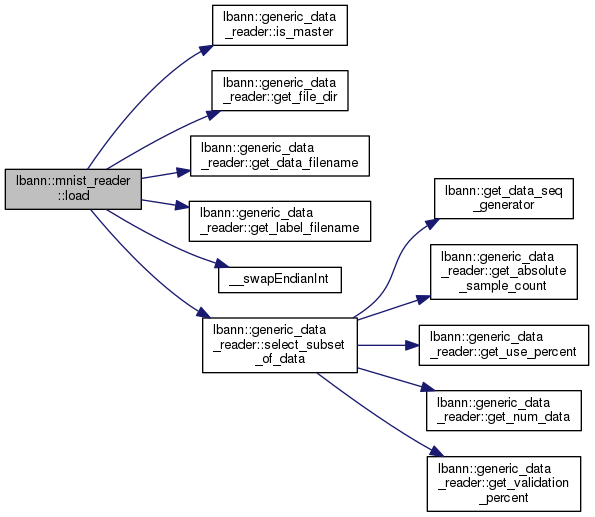 lbann::generic_data
_reader::is_master
lbann::generic_data
_reader::get_file_dir
lbann::generic_data
_reader::get_data_filename
lbann::mnist_reader
::load
lbann::generic_data
_reader::get_label_filename
__swapEndianInt
lbann::generic_data
_reader::select_subset
_of_data
lbann::get_data_seq
_generator
lbann::generic_data
_reader::get_absolute
_sample_count
lbann::generic_data
_reader::get_use_percent
lbann::generic_data
_reader::get_num_data
lbann::generic_data
_reader::get_validation
_percent